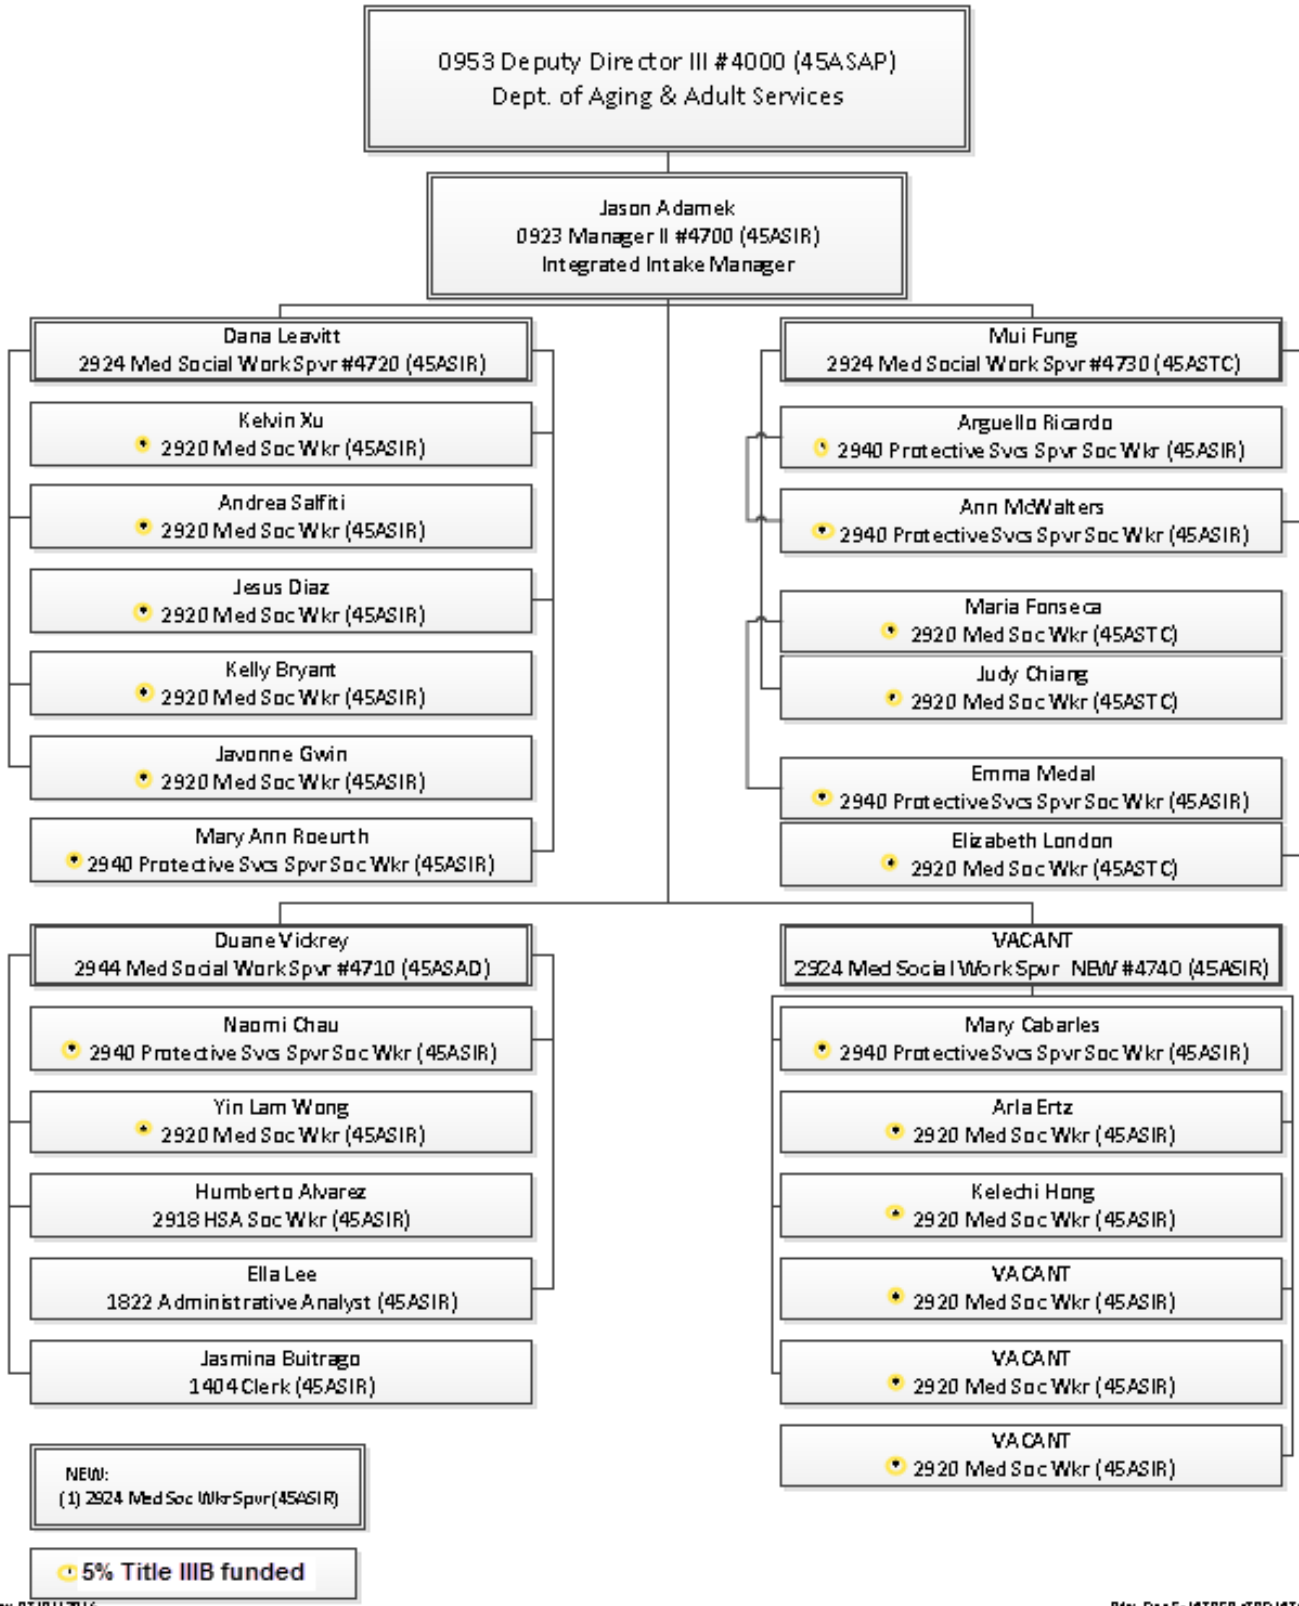 0953 Deputy Director III #4000 (45ASAP)
Dept. of Aging & Adult Services
Jason Adamek
0923 Manager II #4700 (45ASIR)
Integrated Intake Manager
Dana Leavitt
2924 Med Social Work Spvr #4720 (45ASIR)
Kelvin Xu
2920 Med Soc Wkr (45ASIR)
Andrea Salfiti
2920 Med Soc Wkr (45ASIR)
Jesus Diaz
2920 Med Soc Wkr (45ASIR)
Kelly Bryant
2920 Med Soc Wkr (45ASIR)
Javonne Gwin
2920 Med Soc Wkr (45ASIR)
Mary Ann Roeurth
2940 Protective Svcs Spvr Soc Wkr (45ASIR)
Mui Fung
2924 Med Social Work Spvr #4730 (45ASTC)
Arguello Ricardo
2940 Protective Svcs Spvr Soc Wkr (45ASIR)
Ann McWalters
2940 Protective Svcs Spvr Soc Wkr (45ASIR)
Maria Fonseca
2920 Med Soc Wkr (45ASTC)
Judy Chiang
2920 Med Soc Wkr (45ASTC)
Emma Medal
2940 Protective Svcs Spvr Soc Wkr (45ASIR)
Elizabeth London
2920 Med Soc Wkr (45ASTC)
Duane Vickrey
2944 Med Social Work Spvr #4710 (45ASAD)
Naomi Chau
2940 Protective Svcs Spvr Soc Wkr (45ASIR)
Yin Lam Wong
2920 Med Soc Wkr (45ASIR)
Humberto Alvarez
2918 HSA Soc Wkr (45ASIR)
Ella Lee
1822 Administrative Analyst (45ASIR)
Jasmina Buitrago
1404 Clerk (45ASIR)
VACANT
2924 Med Social Work Spvr NEW #4740 (45ASIR)
Mary Cabarles
2940 Protective Svcs Spvr Soc Wkr (45ASIR)
Arla Ertz
2920 Med Soc Wkr (45ASIR)
Kelechi Hong
2920 Med Soc Wkr (45ASIR)
VACANT
2920 Med Soc Wkr (45ASIR)
VACANT
2920 Med Soc Wkr (45ASIR)
VACANT
2920 Med Soc Wkr (45ASIR)
NEW:
(1) 2924 Med Soc Wkr Spvr (45ASIR)
5% Title IIIB funded